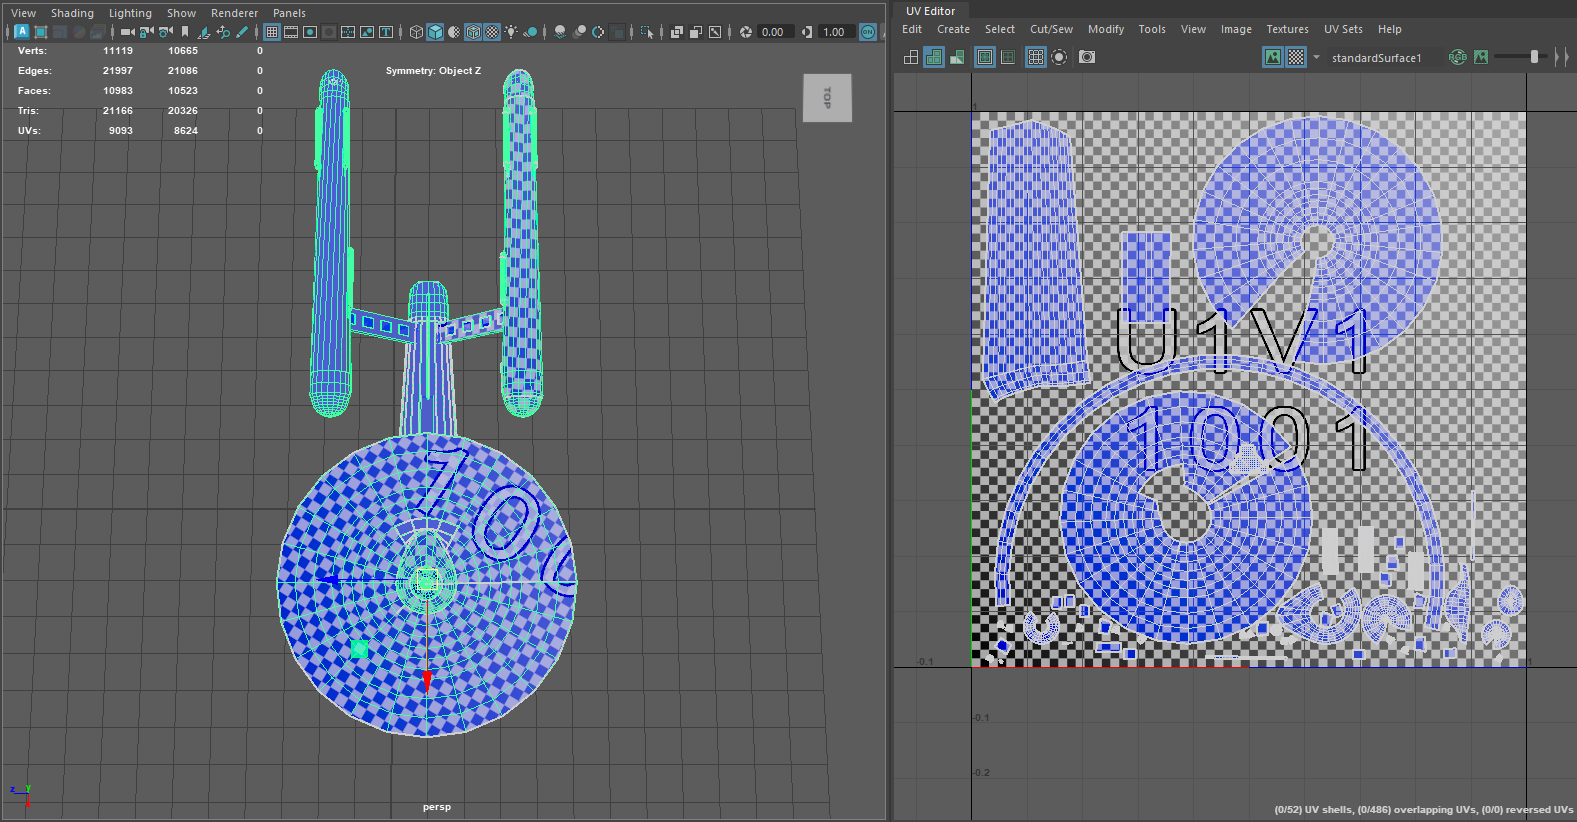 View Shading Lighting Show Renderer Panels
0.00 1.00
Verts: 11119 10665 0
Edges: 21997 21086 0
Faces: 10983 10523 0
Tris: 21166 20326 0
UVs: 9093 8624 0
Symmetry: Object Z
TOP
z y
persp
UV Editor
Edit Create Select Cut/Sew Modify Tools View Image Textures UV Sets Help
standardSurface1
1
U1V1
1001
-0.1
1
-0.1
-0.2
(0/52) UV shells, (0/486) overlapping UVs, (0/0) reversed UVs